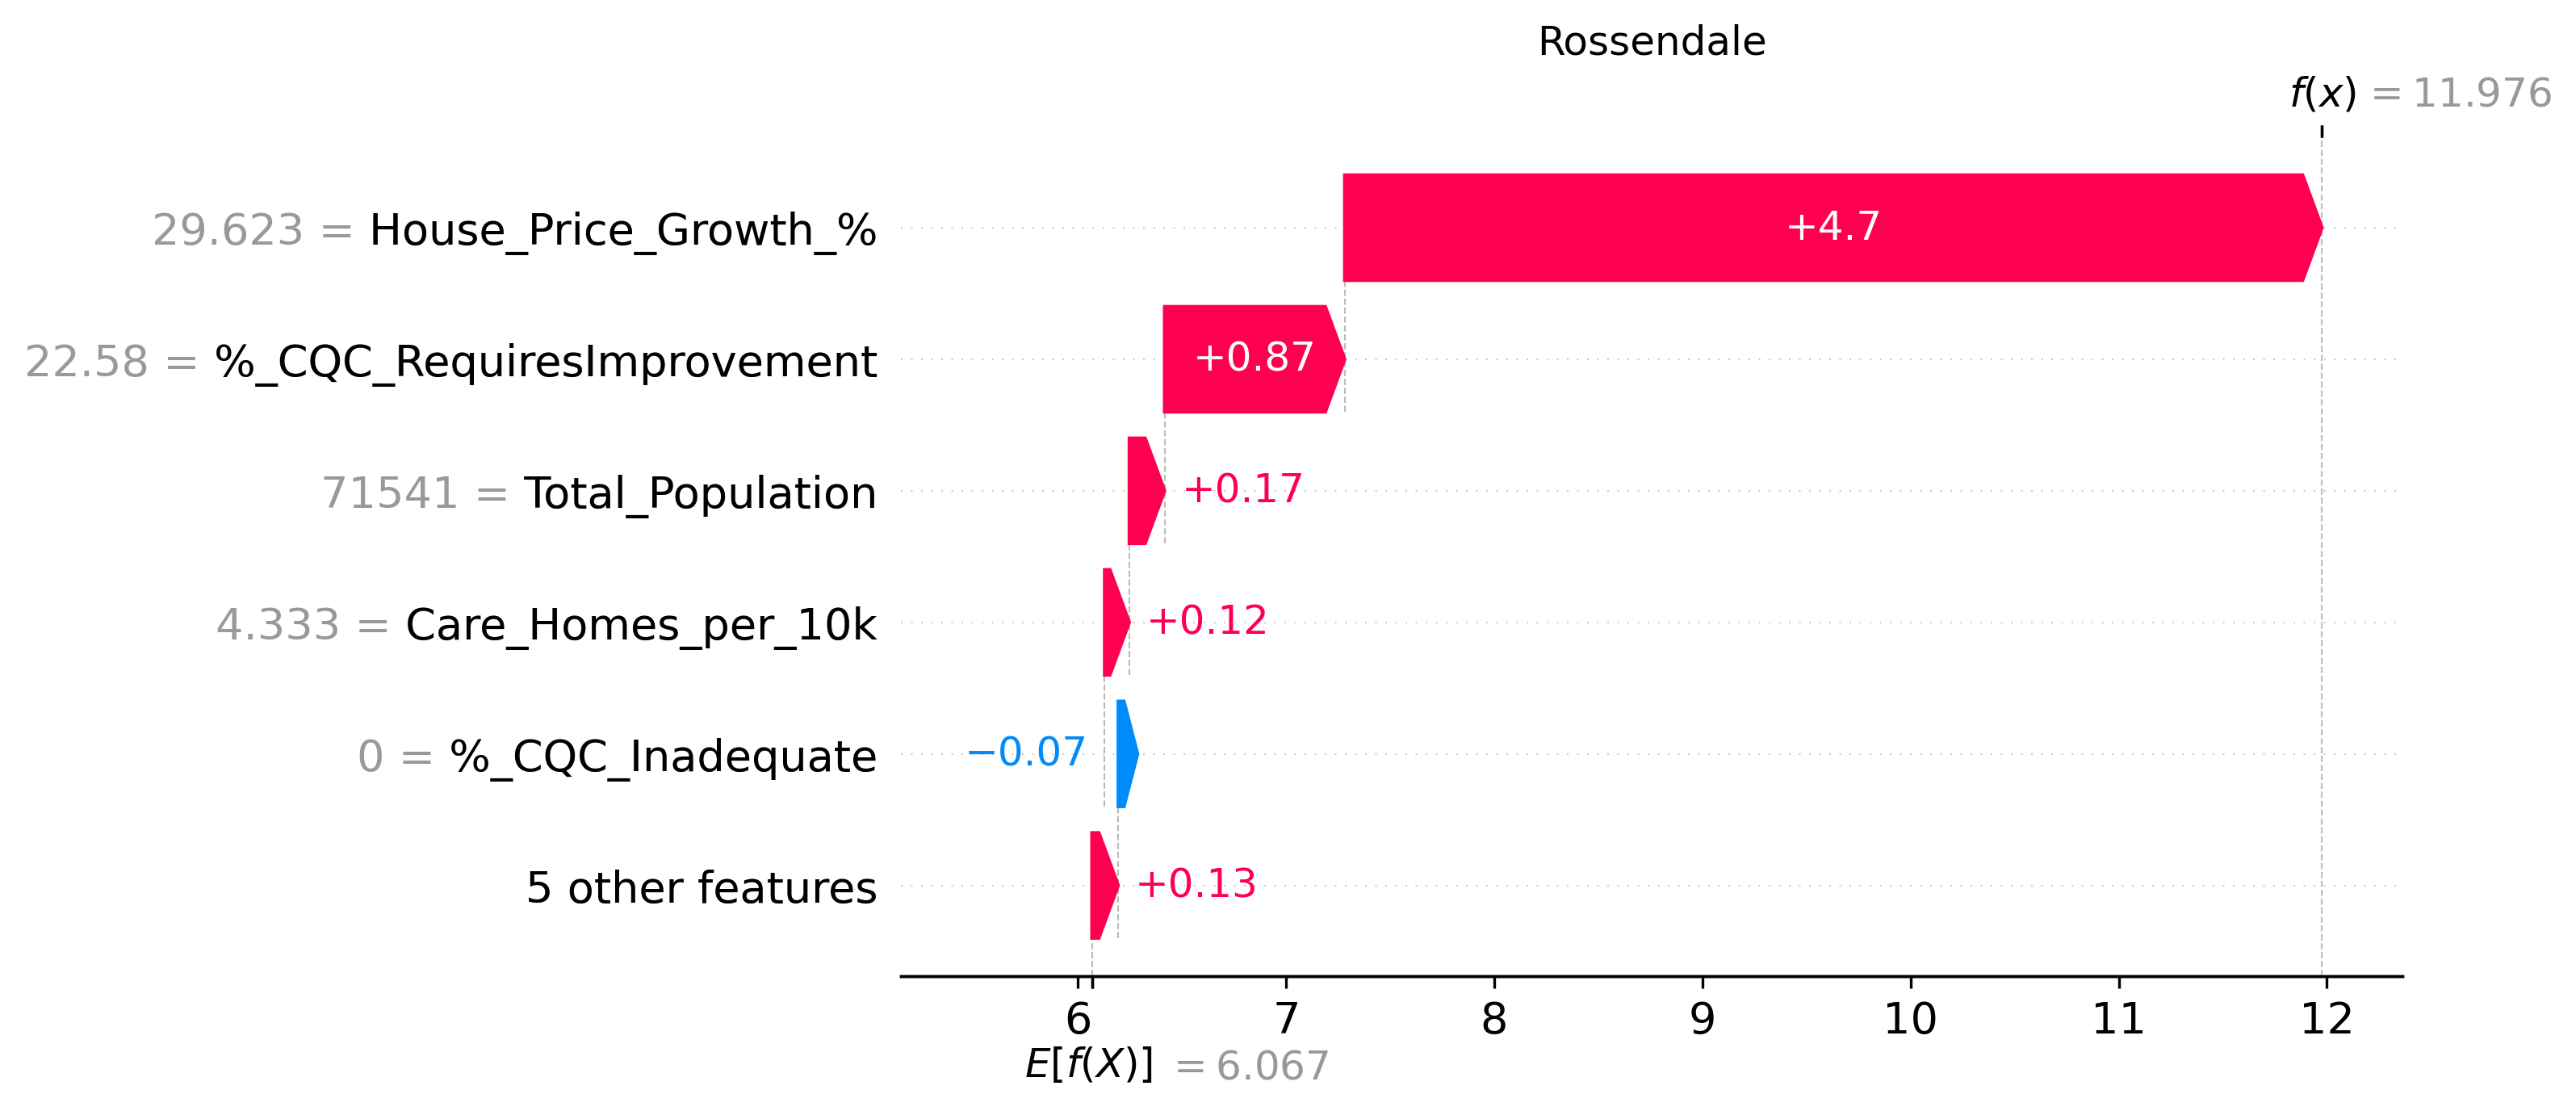 Rossendale
f(x) = 11.976
29.623 = House_Price_Growth_%
+4.7
22.58 = %_CQC_RequiresImprovement
+0.87
71541 = Total_Population
+0.17
4.333 = Care_Homes_per_10k
+0.12
0 = %_CQC_Inadequate
−0.07
5 other features
+0.13
6 7 8 9 10 11 12
E[f(X)] = 6.067